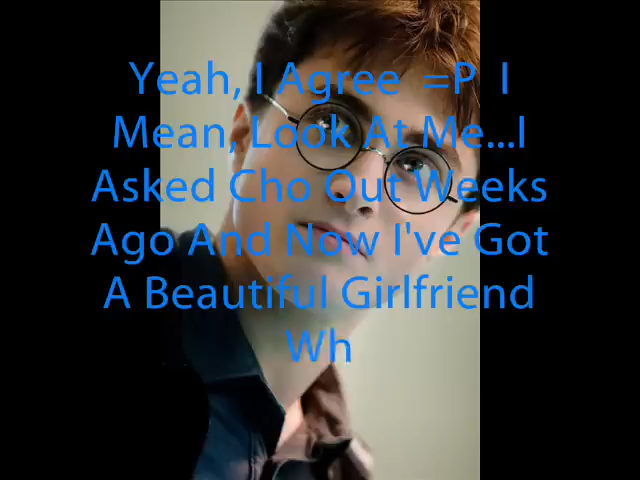 Yeah, I Agree  =P  I
Mean, Look At Me...I
Asked Cho Out Weeks
Ago And Now I've Got
A Beautiful Girlfriend
Wh